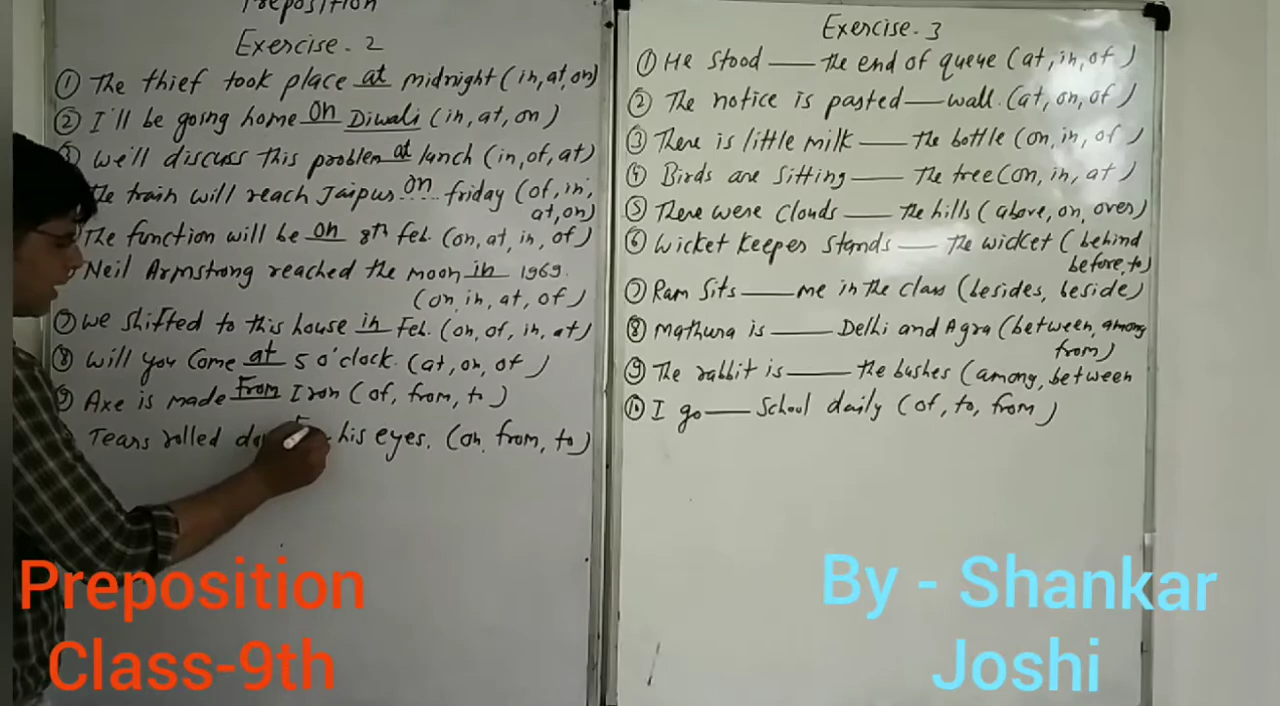 Preposition
Exercise - 2
① The thief took place at midnight (in, at, on)
② I'll be going home on Diwali (in, at, on)
③ We'll discuss this problem at lunch (in, of, at)
The train will reach Jaipur on friday (of, in,
at, on)
The function will be on 8th feb. (on, at, in, of)
Neil Armstrong reached the moon in 1969.
(on, in, at, of)
⑦ We shifted to this house in Feb. (on, of, in, at)
⑧ Will you come at 5 o'clock. (at, on, of)
⑨ Axe is made From Iron (of, from, to)
Tears rolled his eyes. (on, from, to)
Exercise - 3
① He stood ___ the end of queue (at, in, of)
② The notice is pasted ___ wall. (at, on, of)
③ There is little milk ___ the bottle (on, in, of)
④ Birds are sitting ___ the tree (on, in, at)
⑤ There were clouds ___ the hills (above, on, over)
⑥ Wicket keeper stands ___ the wicket (behind
before, to)
⑦ Ram sits ___ me in the class (besides, beside)
⑧ Mathura is ___ Delhi and Agra (between, among
from)
⑨ The rabbit is ___ the bushes (among, between
⑩ I go ___ School daily (of, to, from)
Preposition
Class-9th
By - Shankar
Joshi